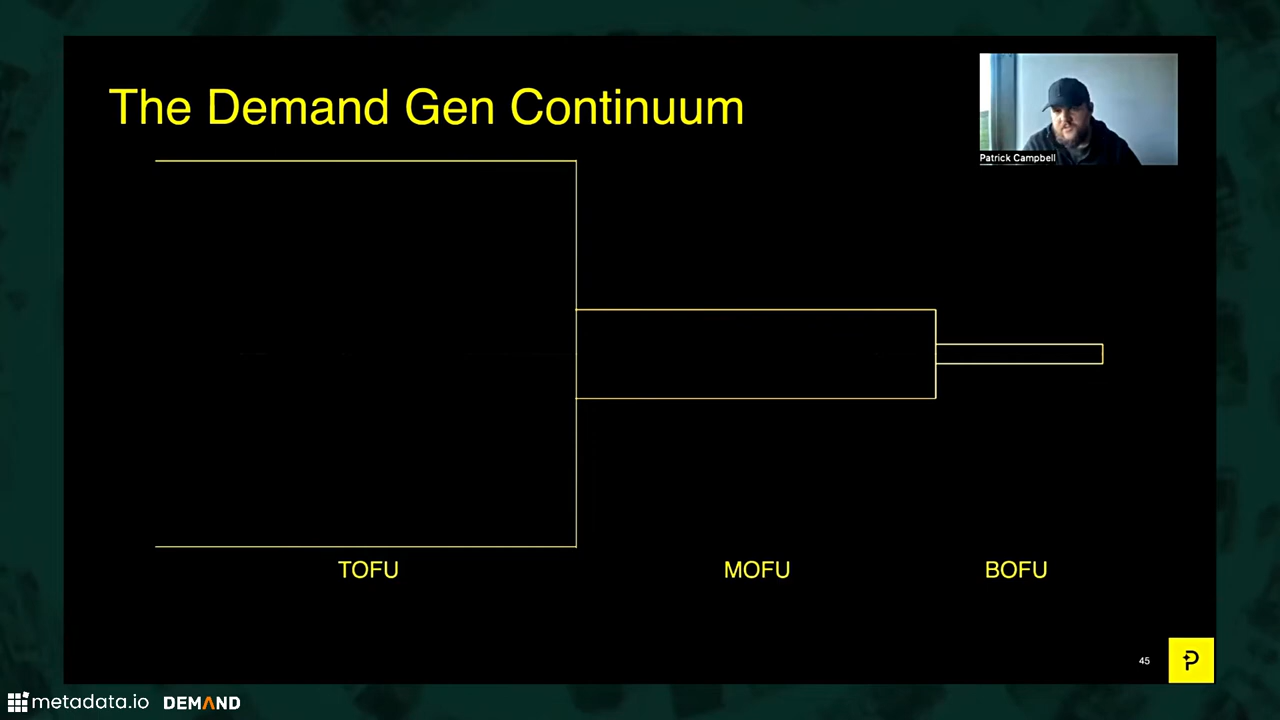 The Demand Gen Continuum
Patrick Campbell
TOFU
MOFU
BOFU
45
P
metadata.io
DEMAND